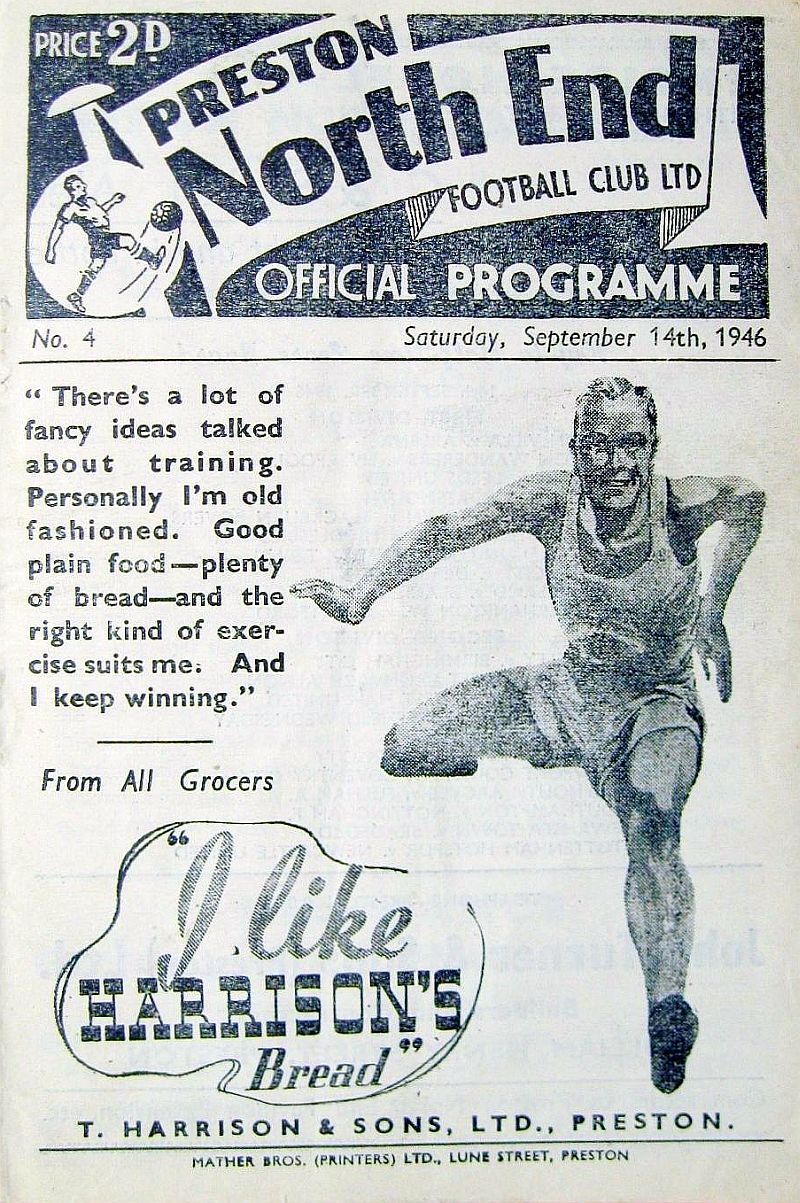 PRICE 2D
PRESTON
North End
FOOTBALL CLUB LTD
OFFICIAL PROGRAMME
No. 4 Saturday, September 14th, 1946
“ There's a lot of
fancy ideas talked
about training.
Personally I'm old
fashioned. Good
plain food—plenty
of bread—and the
right kind of exer-
cise suits me. And
I keep winning.”
From All Grocers
“ I like
HARRISON'S
Bread ”
T. HARRISON & SONS, LTD., PRESTON.
MATHER BROS. (PRINTERS) LTD., LUNE STREET, PRESTON